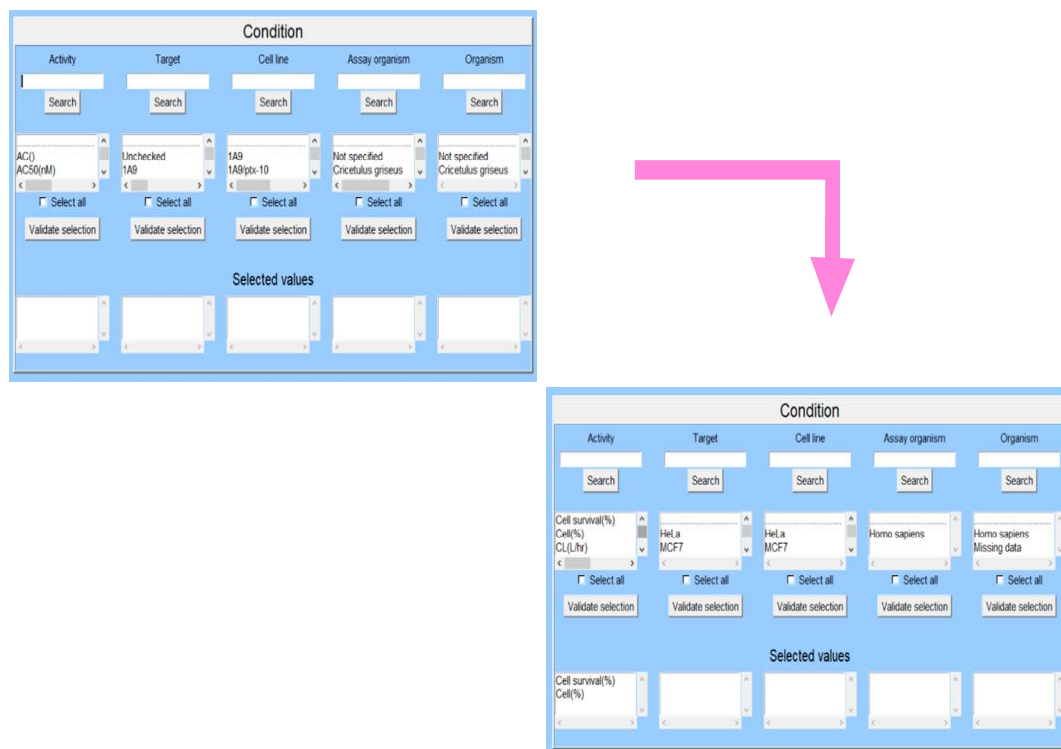 Condition
Activity Target Cell line Assay organism Organism
Search Search Search Search Search
AC() Unchecked 1A9 Not specified Not specified
AC50(nM) 1A9 1A9/ptx-10 Cricetulus griseus Cricetulus griseus
Select all Select all Select all Select all Select all
Validate selection Validate selection Validate selection Validate selection Validate selection
Selected values
Condition
Activity Target Cell line Assay organism Organism
Search Search Search Search Search
Cell survival(%)
Cell(%) HeLa HeLa Homo sapiens Homo sapiens
CL(L/hr) MCF7 MCF7 Missing data
Select all Select all Select all Select all Select all
Validate selection Validate selection Validate selection Validate selection Validate selection
Selected values
Cell survival(%)
Cell(%)